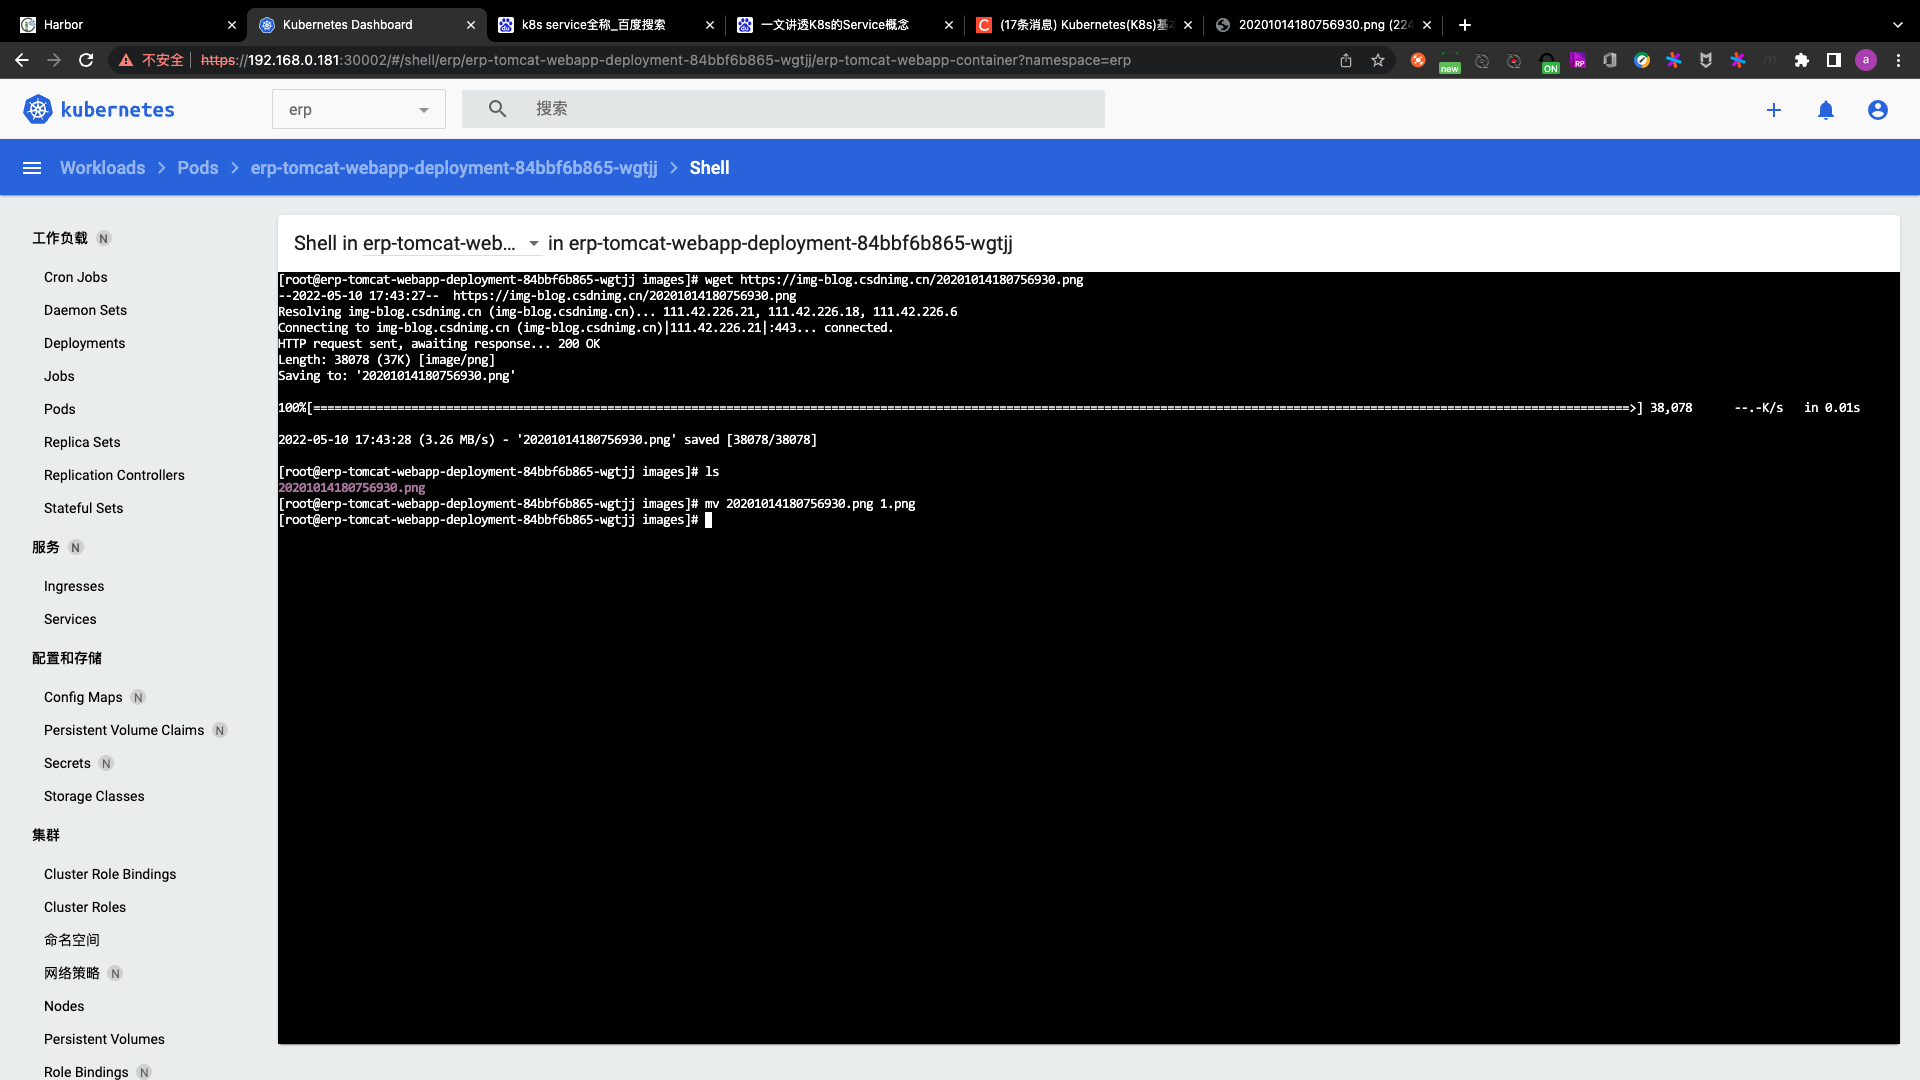 Harbor
Kubernetes Dashboard
k8s service全称_百度搜索
一文讲透K8s的Service概念
(17条消息) Kubernetes(K8s)基
20201014180756930.png (224
不安全
https://192.168.0.181:30002/#/shell/erp/erp-tomcat-webapp-deployment-84bbf6b865-wgtjj/erp-tomcat-webapp-container?namespace=erp
new
ON
RP
a
kubernetes
erp
搜索
Workloads
Pods
erp-tomcat-webapp-deployment-84bbf6b865-wgtjj
Shell
工作负载 N
Cron Jobs
Daemon Sets
Deployments
Jobs
Pods
Replica Sets
Replication Controllers
Stateful Sets
服务 N
Ingresses
Services
配置和存储
Config Maps N
Persistent Volume Claims N
Secrets N
Storage Classes
集群
Cluster Role Bindings
Cluster Roles
命名空间
网络策略 N
Nodes
Persistent Volumes
Role Bindings N
Shell in erp-tomcat-web... in erp-tomcat-webapp-deployment-84bbf6b865-wgtjj
[root@erp-tomcat-webapp-deployment-84bbf6b865-wgtjj images]# wget https://img-blog.csdnimg.cn/20201014180756930.png
--2022-05-10 17:43:27--  https://img-blog.csdnimg.cn/20201014180756930.png
Resolving img-blog.csdnimg.cn (img-blog.csdnimg.cn)... 111.42.226.21, 111.42.226.18, 111.42.226.6
Connecting to img-blog.csdnimg.cn (img-blog.csdnimg.cn)|111.42.226.21|:443... connected.
HTTP request sent, awaiting response... 200 OK
Length: 38078 (37K) [image/png]
Saving to: '20201014180756930.png'
100%[===========================================================>] 38,078      --.-K/s   in 0.01s
2022-05-10 17:43:28 (3.26 MB/s) - '20201014180756930.png' saved [38078/38078]
[root@erp-tomcat-webapp-deployment-84bbf6b865-wgtjj images]# ls
20201014180756930.png
[root@erp-tomcat-webapp-deployment-84bbf6b865-wgtjj images]# mv 20201014180756930.png 1.png
[root@erp-tomcat-webapp-deployment-84bbf6b865-wgtjj images]#